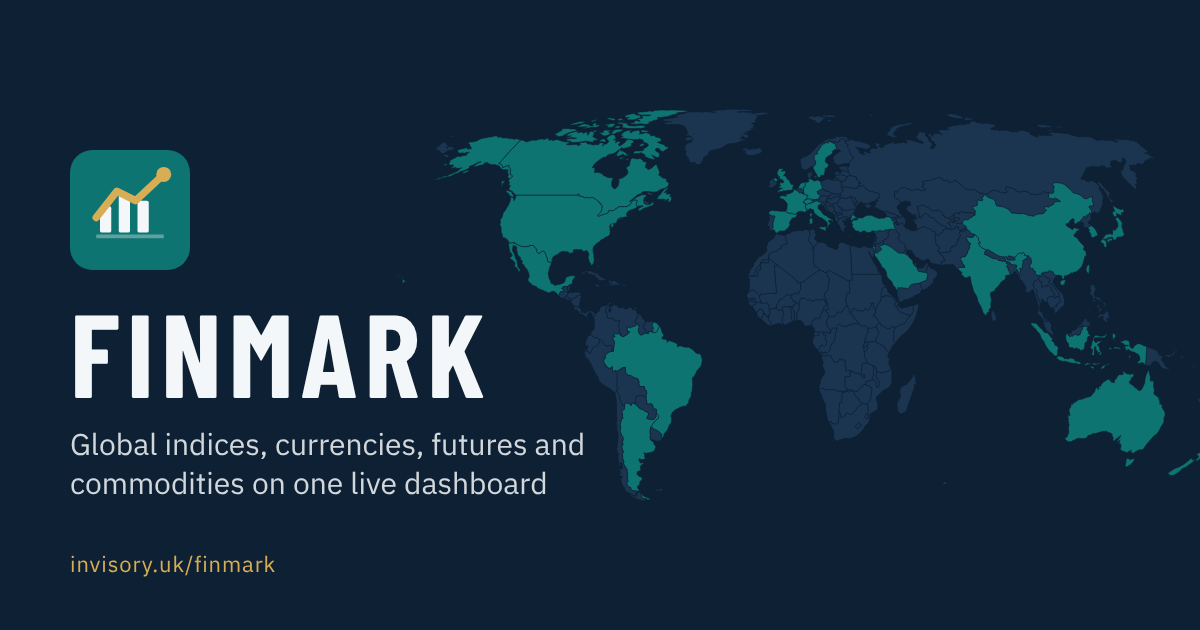 FINMARK
Global indices, currencies, futures and
commodities on one live dashboard
invisory.uk/finmark